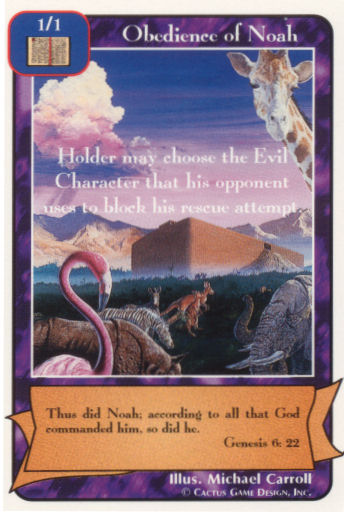 1/1
Obedience of Noah
Holder may choose the Evil
Character that his opponent
uses to block his rescue attempt.
Thus did Noah; according to all that God
commanded him, so did he.
Genesis 6: 22
Illus. Michael Carroll
© Cactus Game Design, Inc.